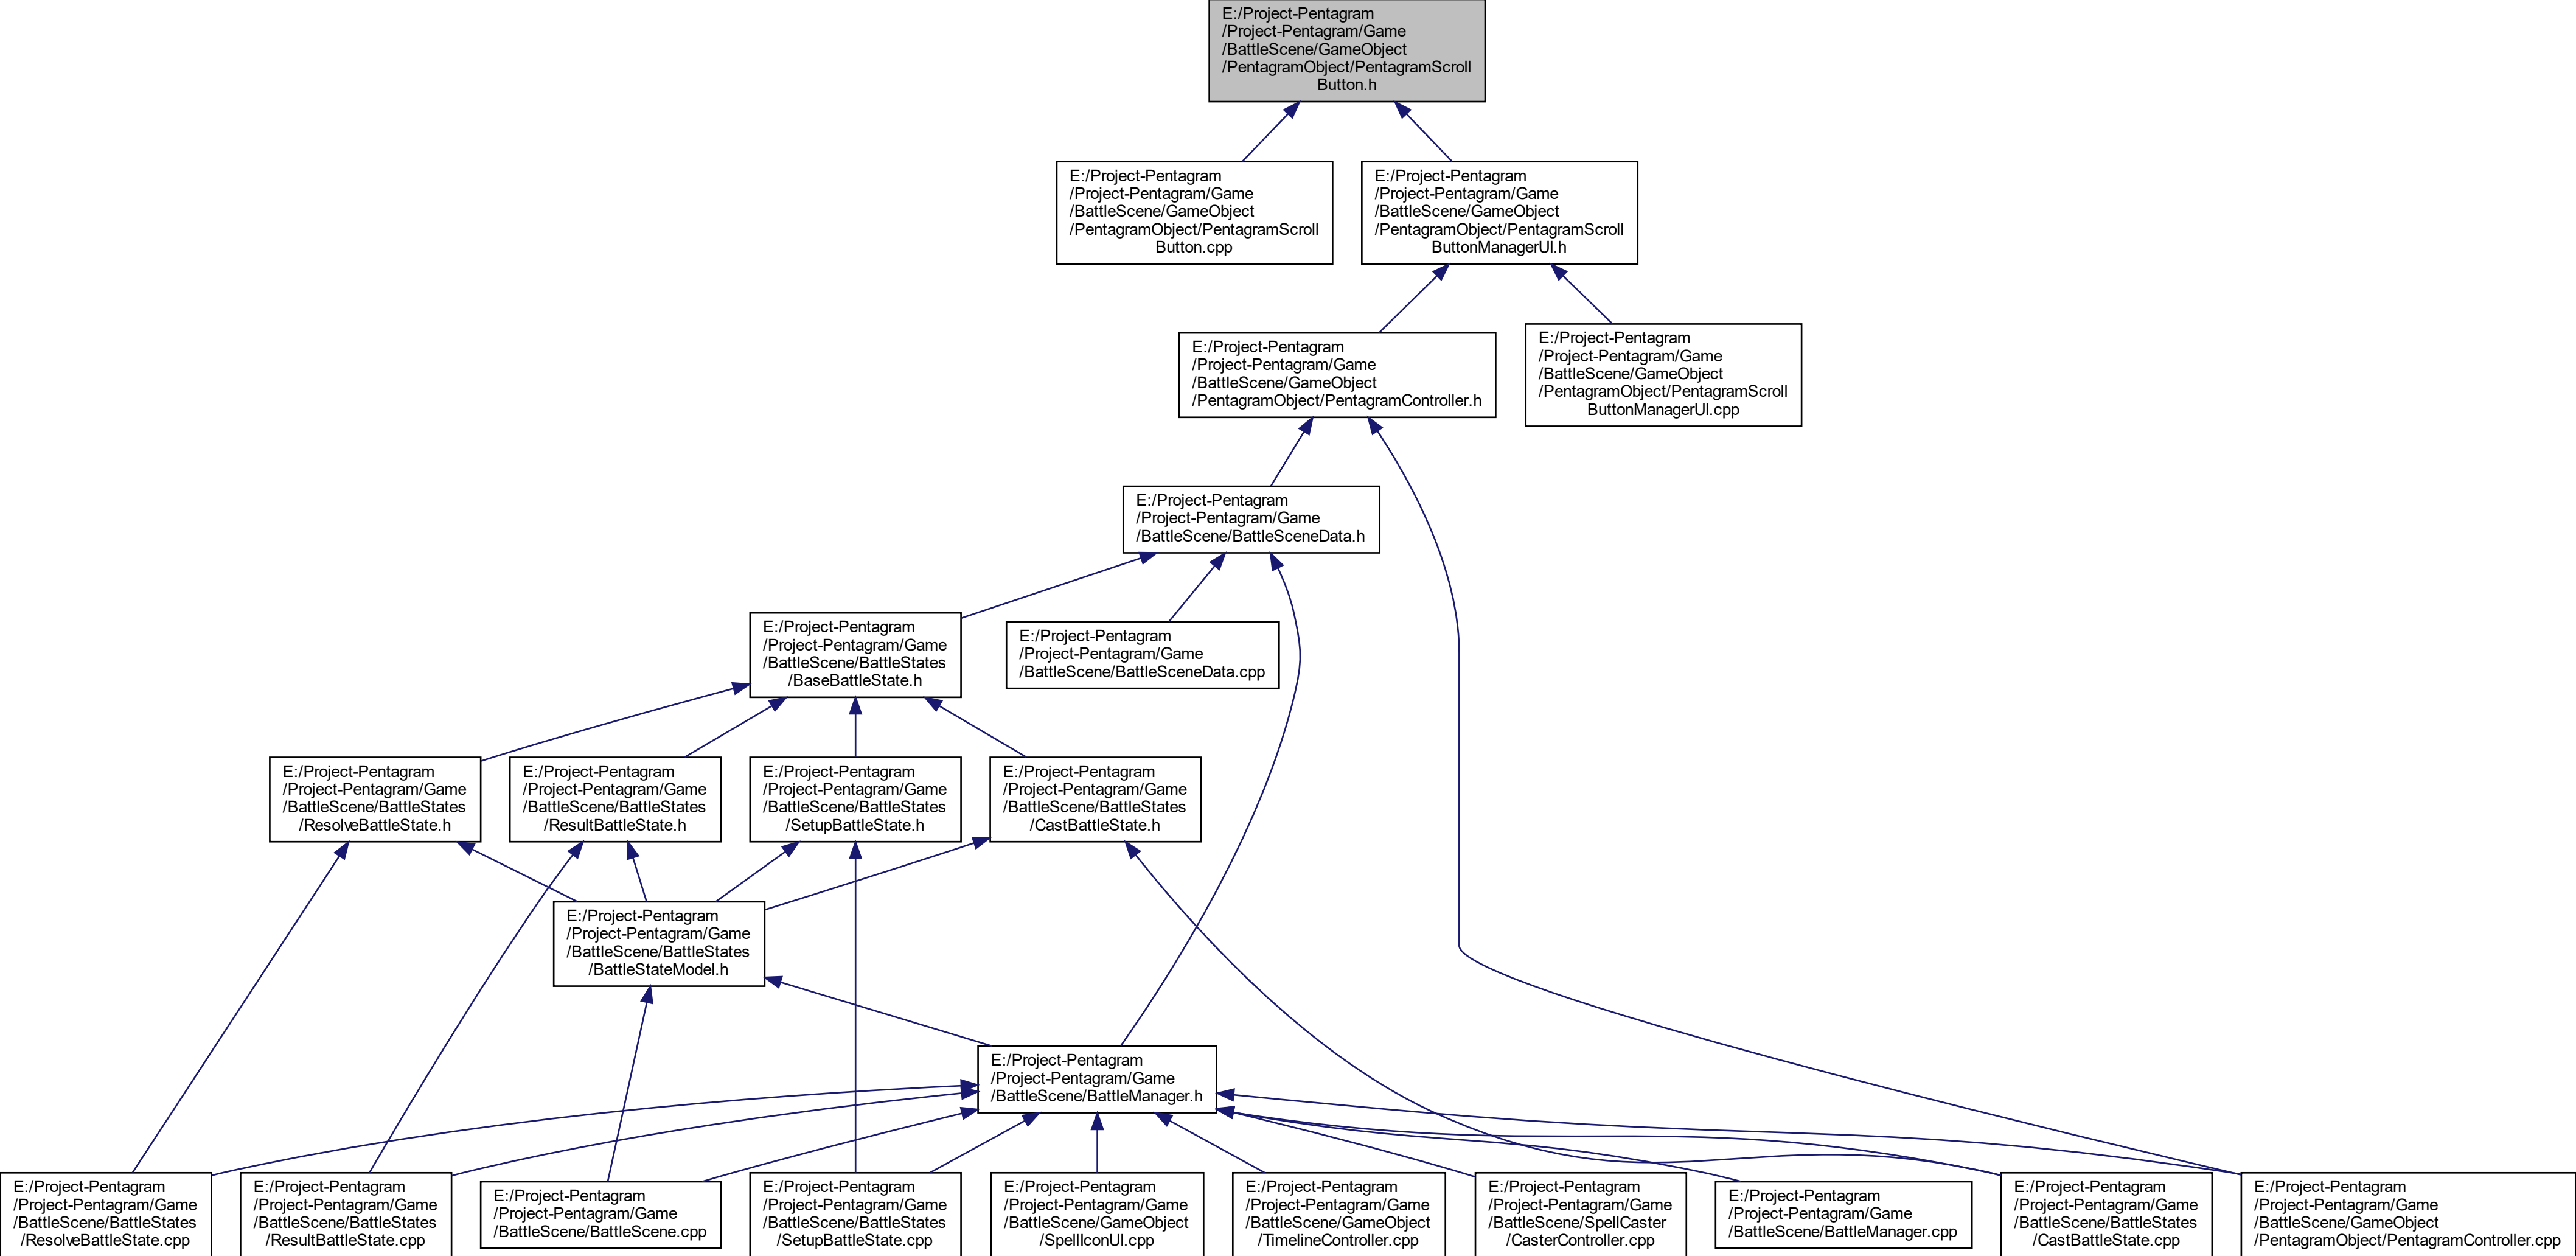 E:/Project-Pentagram
/Project-Pentagram/Game
/BattleScene/GameObject
/PentagramObject/PentagramScroll
Button.h
E:/Project-Pentagram
/Project-Pentagram/Game
/BattleScene/GameObject
/PentagramObject/PentagramScroll
Button.cpp
E:/Project-Pentagram
/Project-Pentagram/Game
/BattleScene/GameObject
/PentagramObject/PentagramScroll
ButtonManagerUI.h
E:/Project-Pentagram
/Project-Pentagram/Game
/BattleScene/GameObject
/PentagramObject/PentagramController.h
E:/Project-Pentagram
/Project-Pentagram/Game
/BattleScene/GameObject
/PentagramObject/PentagramScroll
ButtonManagerUI.cpp
E:/Project-Pentagram
/Project-Pentagram/Game
/BattleScene/BattleSceneData.h
E:/Project-Pentagram
/Project-Pentagram/Game
/BattleScene/BattleStates
/BaseBattleState.h
E:/Project-Pentagram
/Project-Pentagram/Game
/BattleScene/BattleSceneData.cpp
E:/Project-Pentagram
/Project-Pentagram/Game
/BattleScene/BattleStates
/ResolveBattleState.h
E:/Project-Pentagram
/Project-Pentagram/Game
/BattleScene/BattleStates
/ResultBattleState.h
E:/Project-Pentagram
/Project-Pentagram/Game
/BattleScene/BattleStates
/SetupBattleState.h
E:/Project-Pentagram
/Project-Pentagram/Game
/BattleScene/BattleStates
/CastBattleState.h
E:/Project-Pentagram
/Project-Pentagram/Game
/BattleScene/BattleStates
/BattleStateModel.h
E:/Project-Pentagram
/Project-Pentagram/Game
/BattleScene/BattleManager.h
E:/Project-Pentagram
/Project-Pentagram/Game
/BattleScene/BattleStates
/ResolveBattleState.cpp
E:/Project-Pentagram
/Project-Pentagram/Game
/BattleScene/BattleStates
/ResultBattleState.cpp
E:/Project-Pentagram
/Project-Pentagram/Game
/BattleScene/BattleScene.cpp
E:/Project-Pentagram
/Project-Pentagram/Game
/BattleScene/BattleStates
/SetupBattleState.cpp
E:/Project-Pentagram
/Project-Pentagram/Game
/BattleScene/GameObject
/SpellIconUI.cpp
E:/Project-Pentagram
/Project-Pentagram/Game
/BattleScene/GameObject
/TimelineController.cpp
E:/Project-Pentagram
/Project-Pentagram/Game
/BattleScene/SpellCaster
/CasterController.cpp
E:/Project-Pentagram
/Project-Pentagram/Game
/BattleScene/BattleManager.cpp
E:/Project-Pentagram
/Project-Pentagram/Game
/BattleScene/BattleStates
/CastBattleState.cpp
E:/Project-Pentagram
/Project-Pentagram/Game
/BattleScene/GameObject
/PentagramObject/PentagramController.cpp